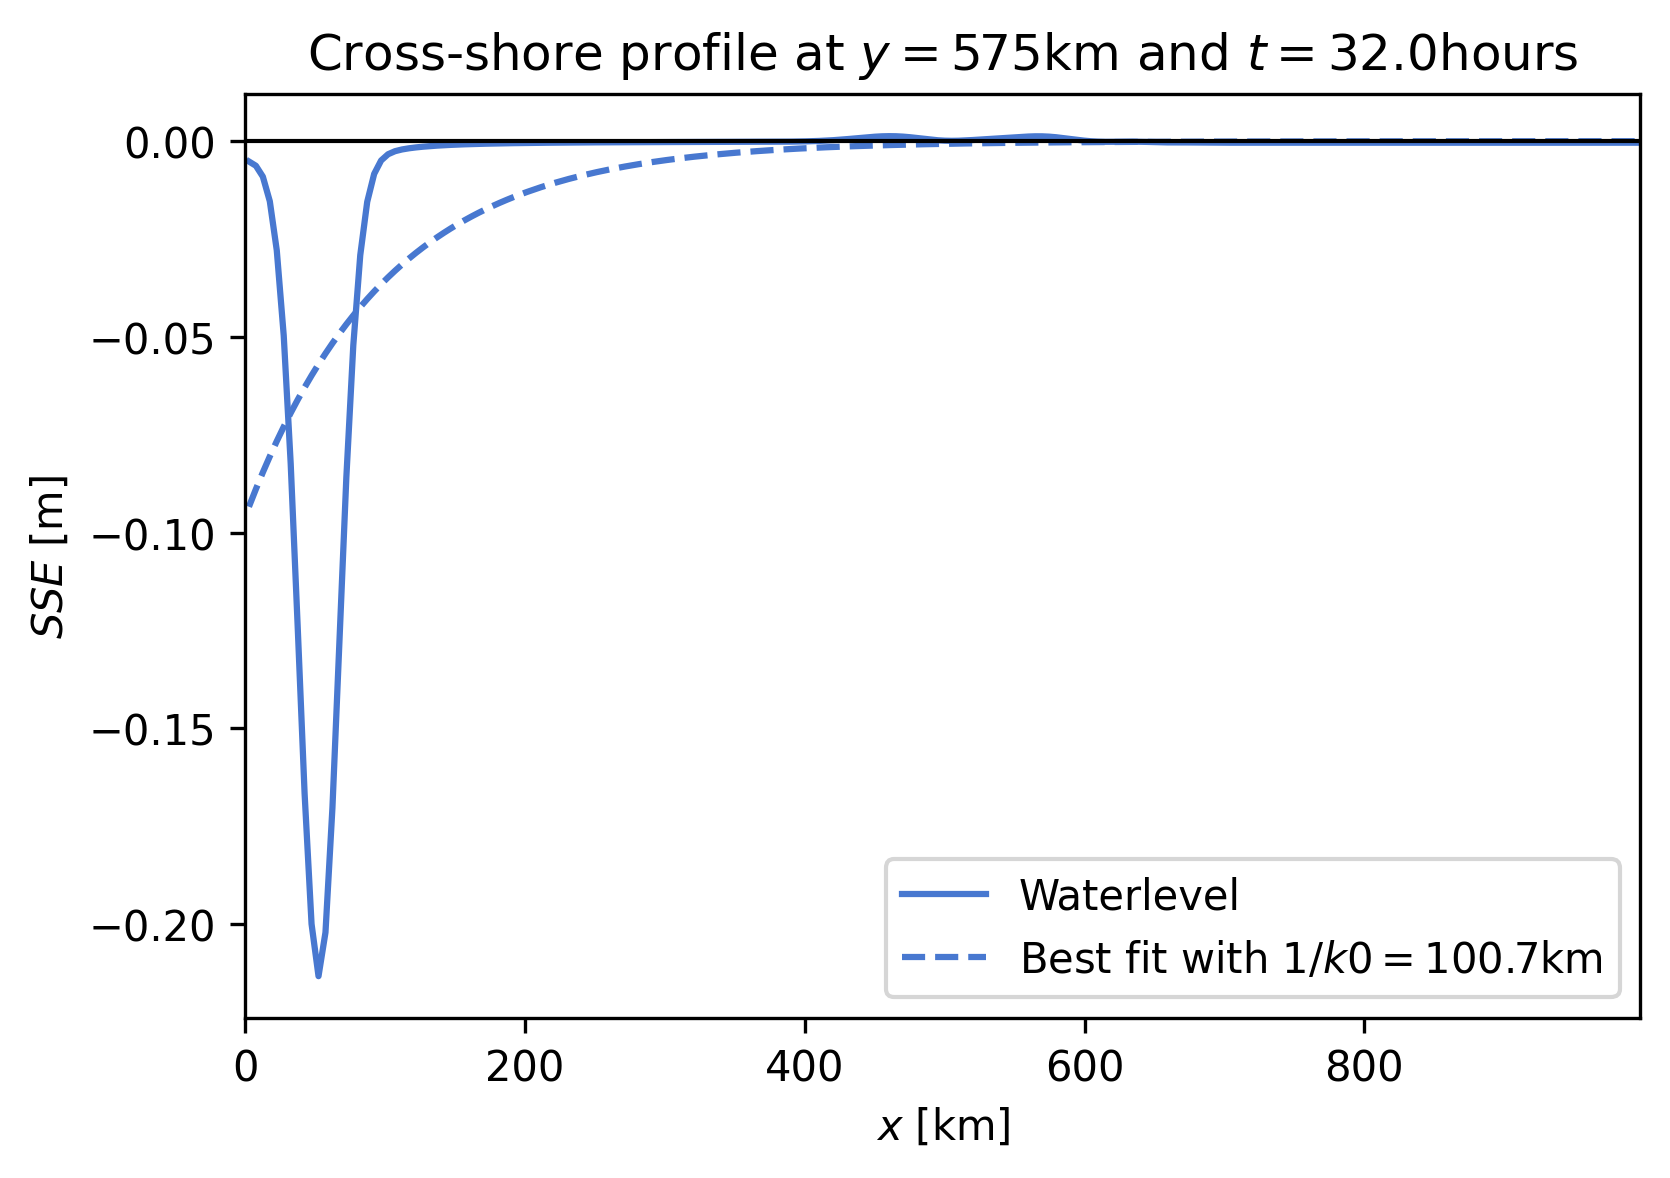 Cross-shore profile at y = 575km and t = 32.0hours
0.00
−0.05
−0.10
−0.15
−0.20
SSE [m]
Waterlevel
Best fit with 1/k0 = 100.7km
0 200 400 600 800
x [km]